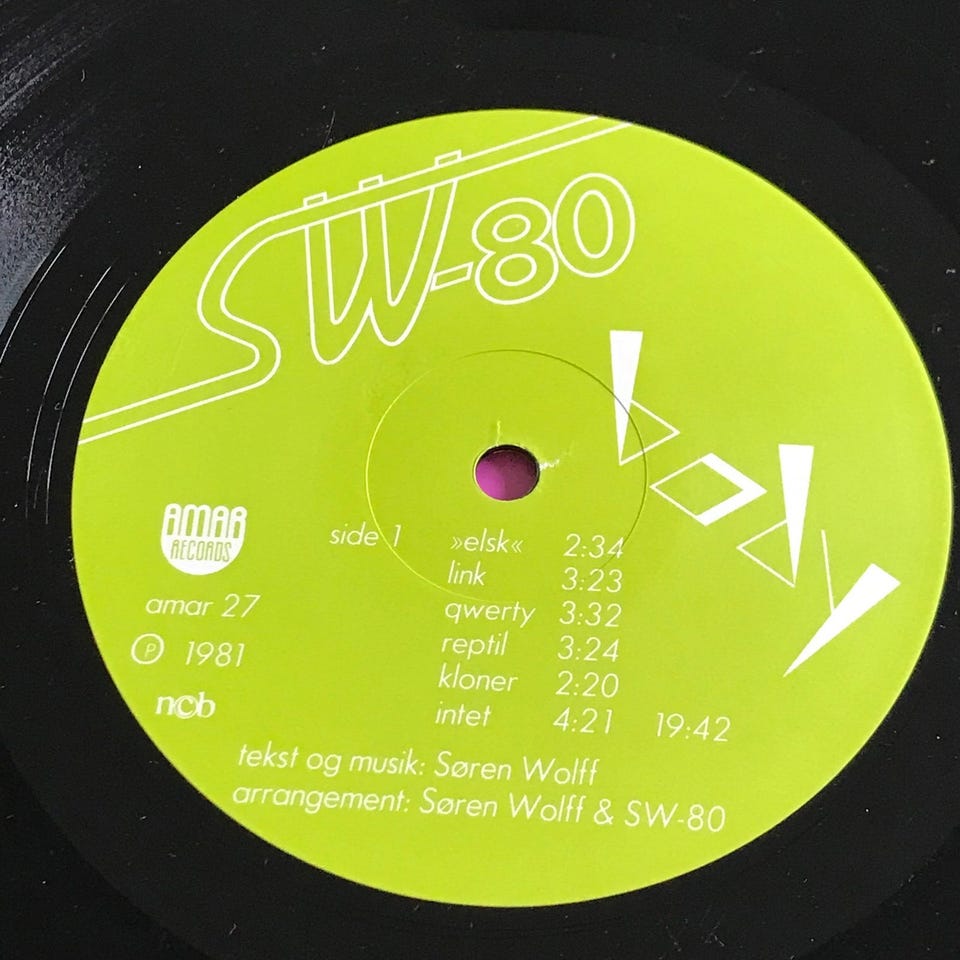 SW-80
body
AMAR
RECORDS
amar 27
Ⓟ 1981
ncb
side 1
»elsk« 2:34
link 3:23
qwerty 3:32
reptil 3:24
kloner 2:20
intet 4:21 19:42
tekst og musik: Søren Wolff
arrangement: Søren Wolff & SW-80